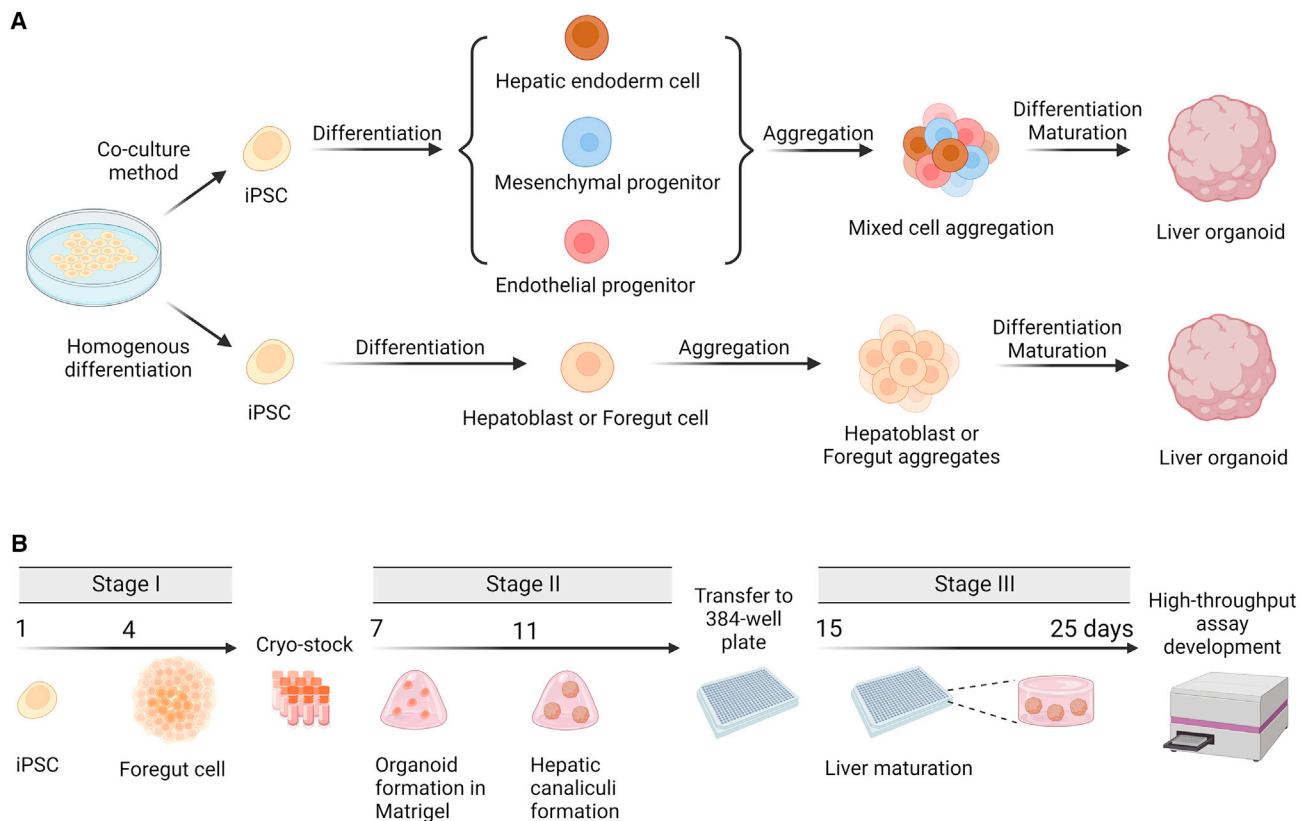 A
Co-culture
method
iPSC
Differentiation
Hepatic endoderm cell
Mesenchymal progenitor
Endothelial progenitor
Aggregation
Mixed cell aggregation
Differentiation
Maturation
Liver organoid
Homogenous
differentiation
iPSC
Differentiation
Hepatoblast or Foregut cell
Aggregation
Hepatoblast or
Foregut aggregates
Differentiation
Maturation
Liver organoid
B
Stage I
1 4
iPSC
Foregut cell
Cryo-stock
Stage II
7 11
Organoid
formation in
Matrigel
Hepatic
canaliculi
formation
Transfer to
384-well
plate
Stage III
15 25 days
Liver maturation
High-throughput
assay
development